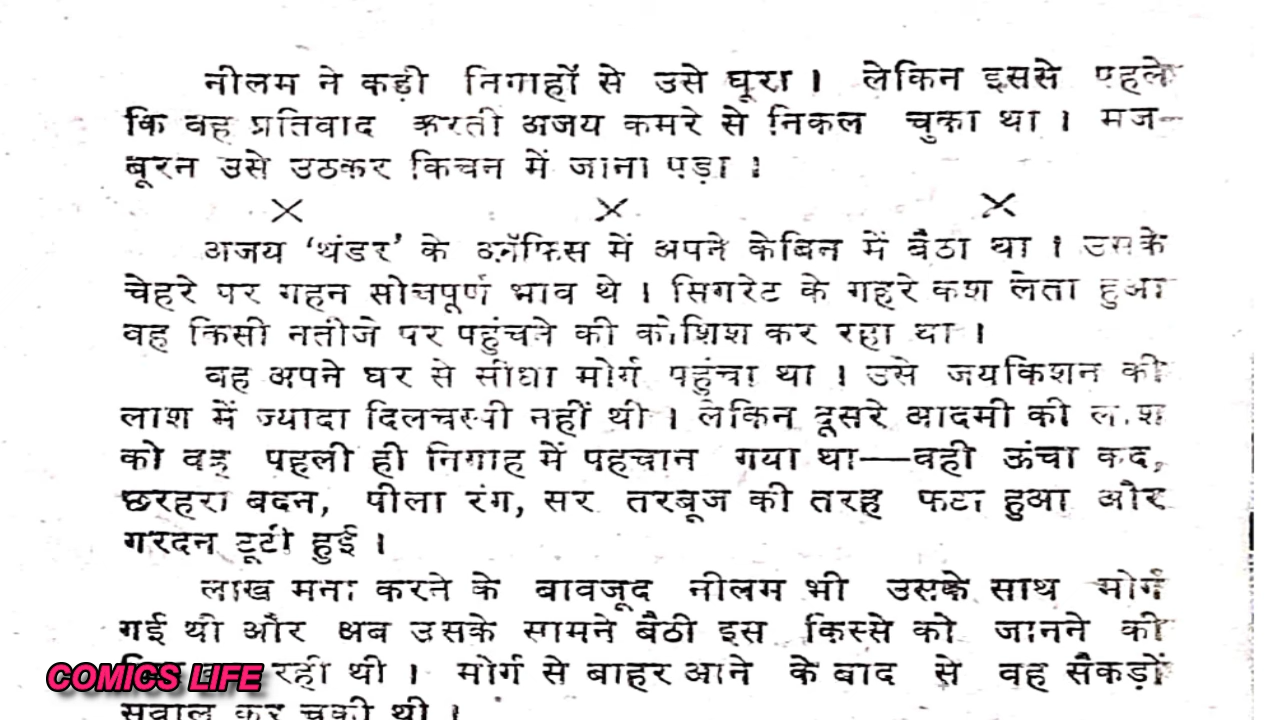 नीलम ने कड़ी निगाहों से उसे घूरा । लेकिन इससे पहले
कि वह प्रतिवाद करती अजय कमरे से निकल चुका था । मज-
बूरन उसे उठकर किचन में जाना पड़ा ।
× × ×
अजय ‘थंडर’ के ऑफिस में अपने केबिन में बैठा था । उसके
चेहरे पर गहन सोचपूर्ण भाव थे । सिगरेट के गहरे कश लेता हुआ
वह किसी नतीजे पर पहुंचने की कोशिश कर रहा था ।
वह अपने घर से सीधा मोर्ग पहुंचा था । उसे जयकिशन की
लाश में ज्यादा दिलचस्पी नहीं थी । लेकिन दूसरे आदमी की लाश
को वह पहली ही निगाह में पहचान गया था—वही ऊंचा कद,
छरहरा बदन, पीला रंग, सर तरबूज की तरह फटा हुआ और
गरदन टूटी हुई ।
लाख मना करने के बावजूद नीलम भी उसके साथ मोर्ग
गई थी और अब उसके सामने बैठी इस किस्से को जानने की
रही थी । मोर्ग से बाहर आने के बाद से वह सैकड़ों
सवाल कर चुकी थी ।
COMICS LIFE